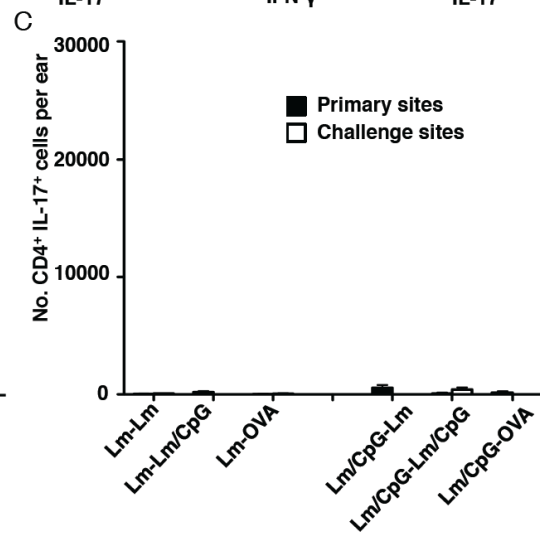 IL-17
IFN γ
IL-17
C
No. CD4⁺ IL-17⁺ cells per ear
30000
20000
10000
0
Primary sites
Challenge sites
Lm-Lm
Lm-Lm/CpG
Lm-OVA
Lm/CpG-Lm
Lm/CpG-Lm/CpG
Lm/CpG-OVA